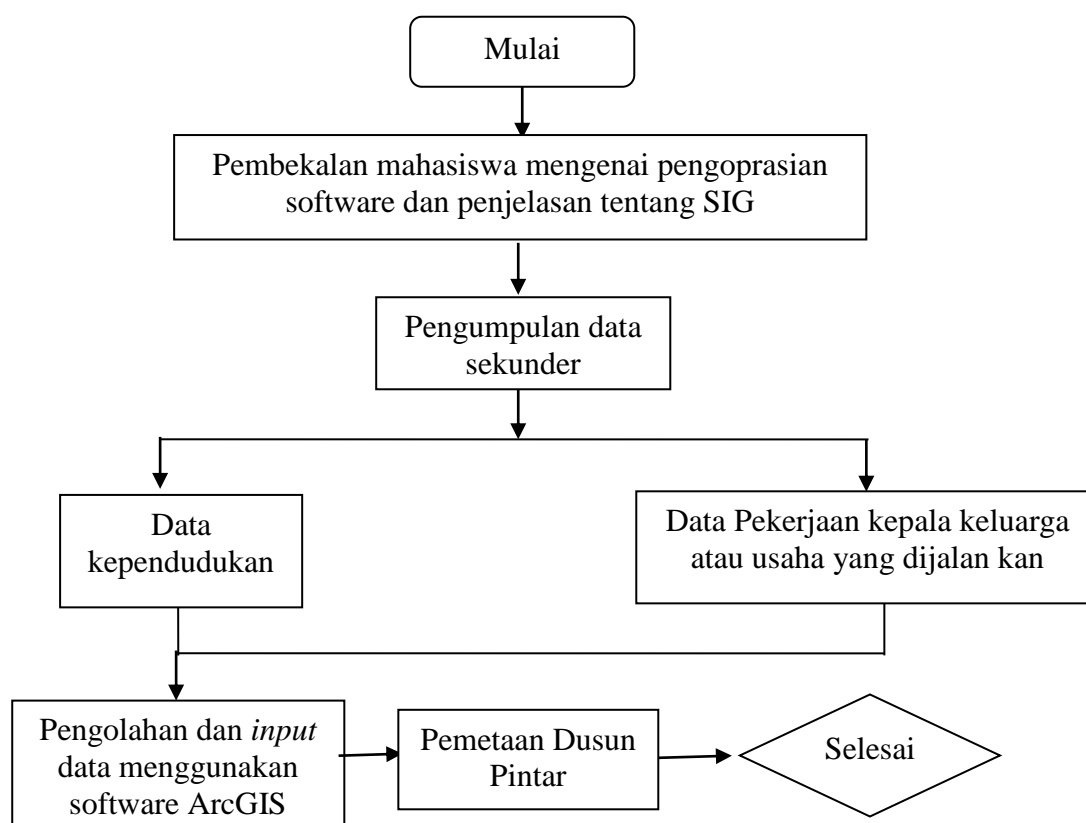 Mulai
Pembekalan mahasiswa mengenai pengoprasian
software dan penjelasan tentang SIG
Pengumpulan data
sekunder
Data
kependudukan
Data Pekerjaan kepala keluarga
atau usaha yang dijalan kan
Pengolahan dan input
data menggunakan
software ArcGIS
Pemetaan Dusun
Pintar
Selesai